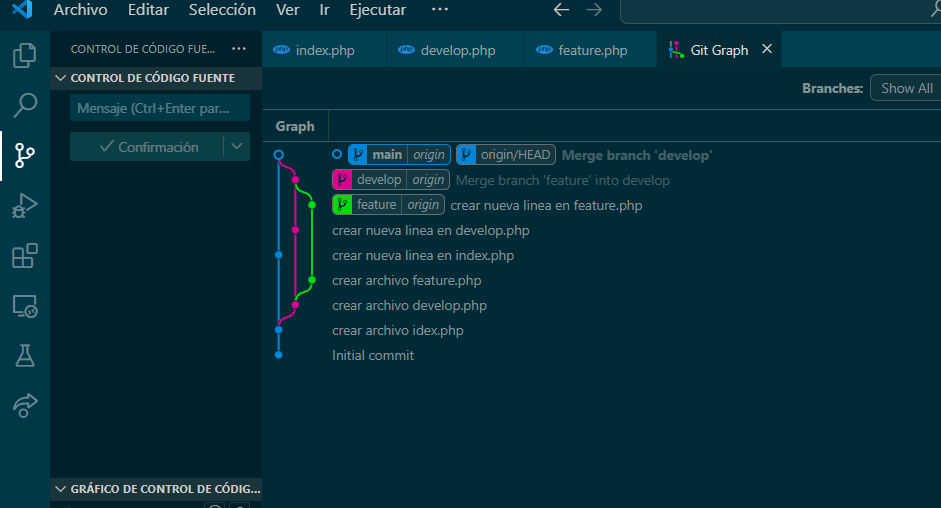 Archivo Editar Selección Ver Ir Ejecutar ···
CONTROL DE CÓDIGO FUE... ···
index.php develop.php feature.php Git Graph
CONTROL DE CÓDIGO FUENTE
Mensaje (Ctrl+Enter par...
Confirmación
Branches: Show All
Graph
main origin origin/HEAD Merge branch 'develop'
develop origin Merge branch 'feature' into develop
feature origin crear nueva linea en feature.php
crear nueva linea en develop.php
crear nueva linea en index.php
crear archivo feature.php
crear archivo develop.php
crear archivo idex.php
Initial commit
GRÁFICO DE CONTROL DE CÓDIG...